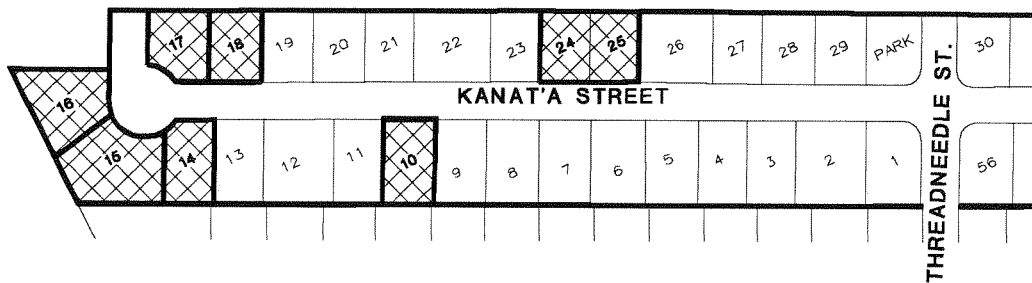 17 18 19 20 21 22 23 24 25 26 27 28 29 PARK 30
16
KANAT'A STREET
THREADNEEDLE ST.
15 14 13 12 11 10 9 8 7 6 5 4 3 2 1 56